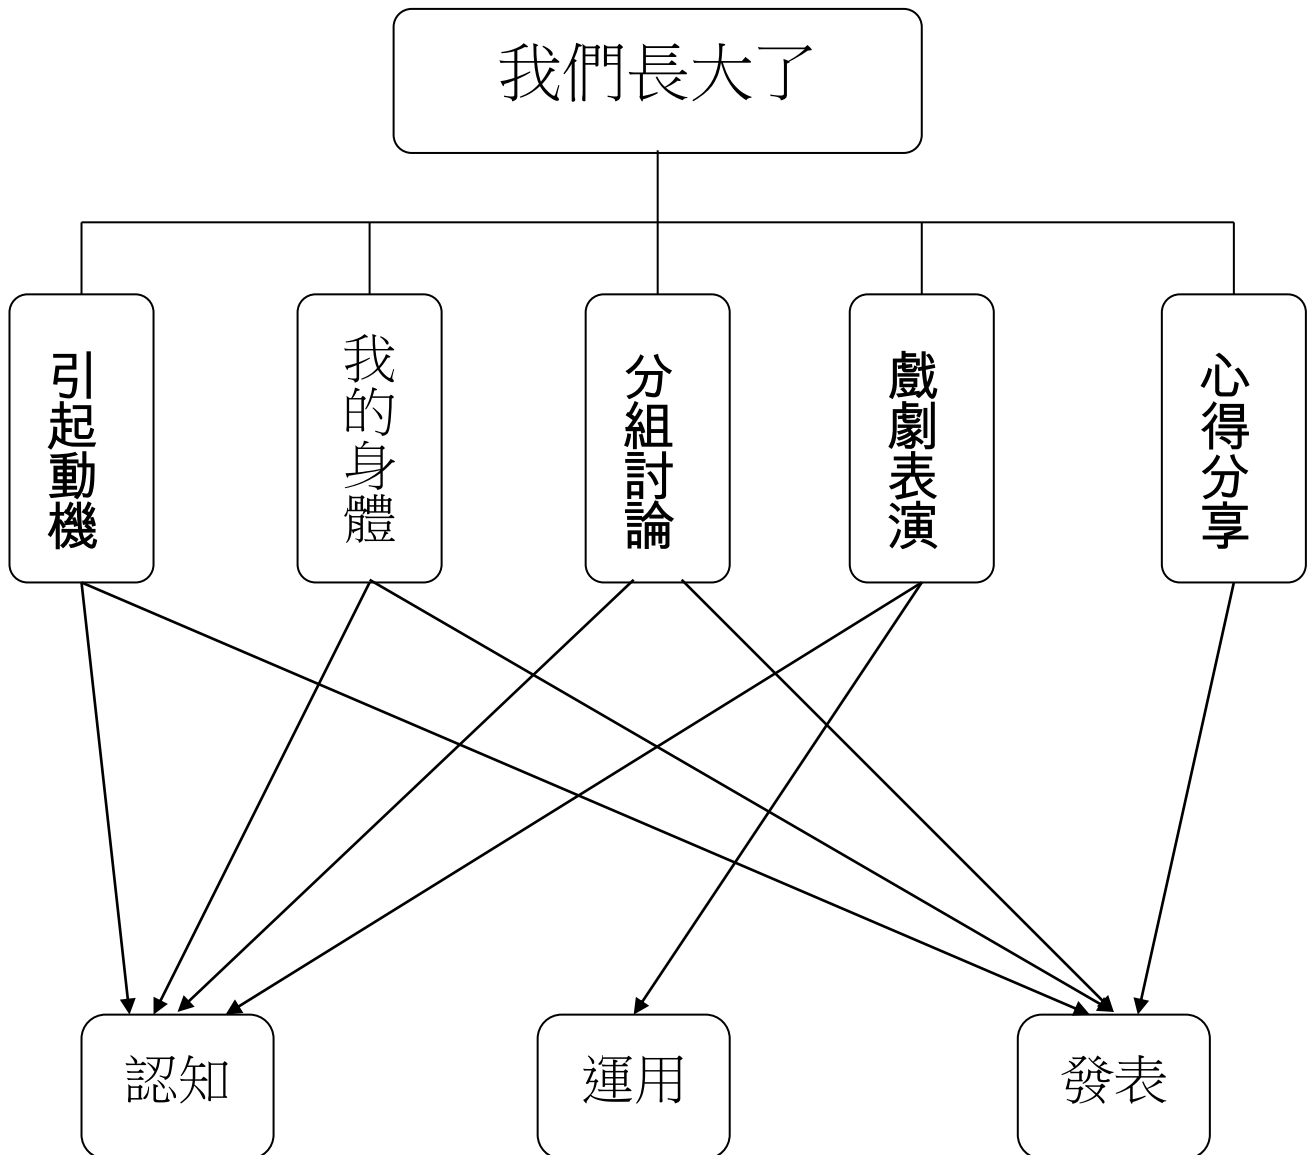 我們長大了
引起動機
我的身體
分組討論
戲劇表演
心得分享
認知
運用
發表